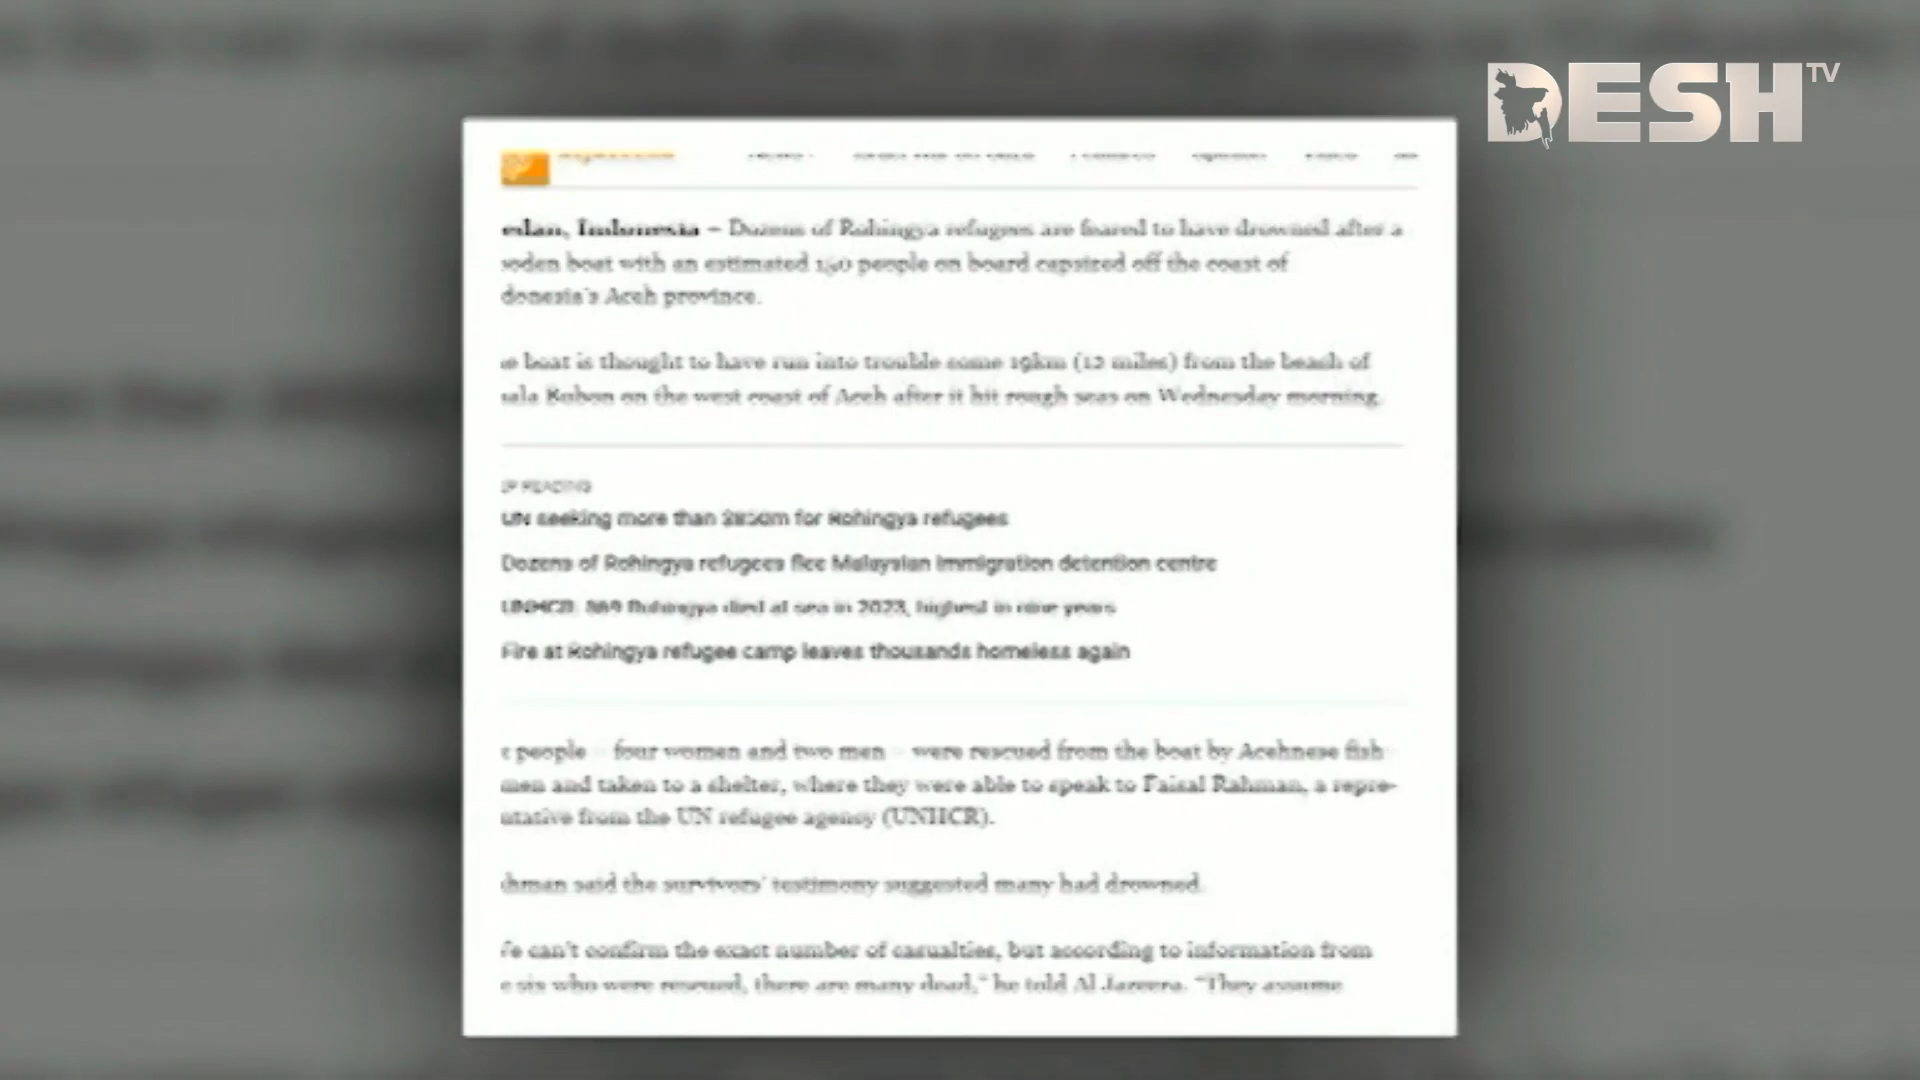 DESH TV
Indonesia – Dozens of Rohingya refugees are feared to have drowned after a
boat with an estimated 150 people on board capsized off the coast of
donesia's Aceh province.
e boat is thought to have run into trouble some 19km (12 miles) from the beach of
on the west coast of Aceh after it hit rough seas on Wednesday morning.
READING
UN seeking more than for Rohingya refugees
Dozens of Rohingya refugees flee Malaysian immigration detention centre
UNHCR: 569 Rohingya died at sea in 2023, highest in nine years
Fire at Rohingya refugee camp leaves thousands homeless again
people – four women and two men – were rescued from the boat by Acehnese fish
men and taken to a shelter, where they were able to speak to Faisal Rahman, a repre-
ntative from the UN refugee agency (UNHCR).
hman said the survivors' testimony suggested many had drowned.
e can't confirm the exact number of casualties, but according to information from
e six who were rescued, there are many dead," he told Al Jazeera. "They assume